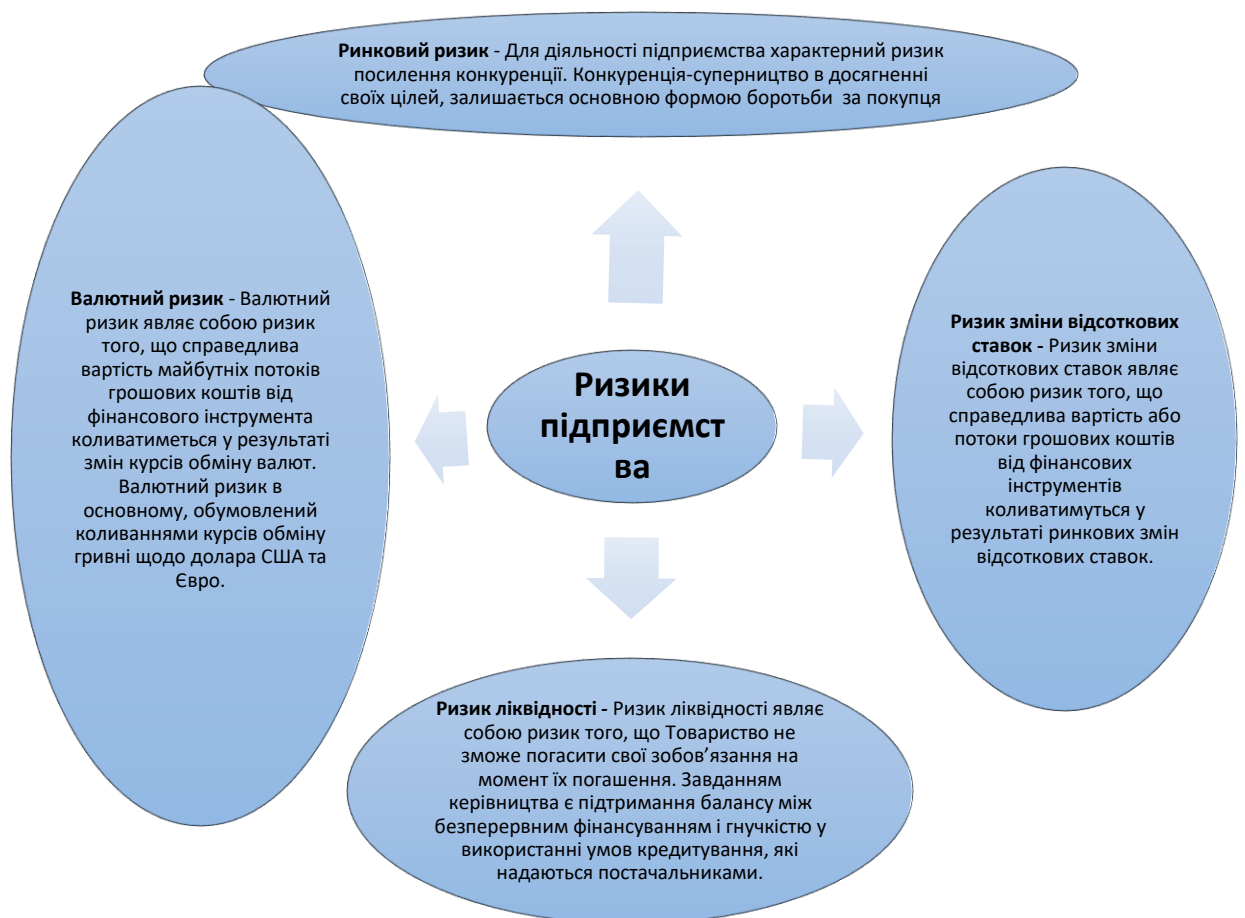 Ринковий ризик - Для діяльності підприємства характерний ризик
посилення конкуренції. Конкуренція-суперництво в досягненні
своїх цілей, залишається основною формою боротьби за покупця
Валютний ризик - Валютний
ризик являє собою ризик
того, що справедлива
вартість майбутніх потоків
грошових коштів від
фінансового інструмента
коливатиметься у результаті
змін курсів обміну валют.
Валютний ризик в
основному, обумовлений
коливаннями курсів обміну
гривні щодо долара США та
Євро.
Ризики
підприємст
ва
Ризик зміни відсоткових
ставок - Ризик зміни
відсоткових ставок являє
собою ризик того, що
справедлива вартість або
потоки грошових коштів
від фінансових
інструментів
коливатимуться у
результаті ринкових змін
відсоткових ставок.
Ризик ліквідності - Ризик ліквідності являє
собою ризик того, що Товариство не
зможе погасити свої зобов’язання на
момент їх погашення. Завданням
керівництва є підтримання балансу між
безперервним фінансуванням і гнучкістю у
використанні умов кредитування, які
надаються постачальниками.